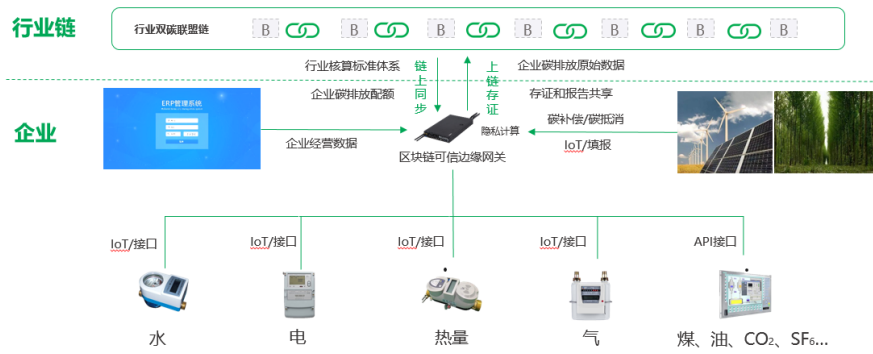 行业链
行业双碳联盟链
B B B B B B B B
行业核算标准体系
链上同步
上链存证
企业碳排放原始数据
企业碳排放配额
存证和报告共享
企业
ERP管理系统
企业经营数据
隐私计算
区块链可信边缘网关
碳补偿/碳抵消
IoT/填报
IoT/接口 IoT/接口 IoT/接口 IoT/接口 API接口
水 电 热量 气 煤、油、CO₂、SF₆...